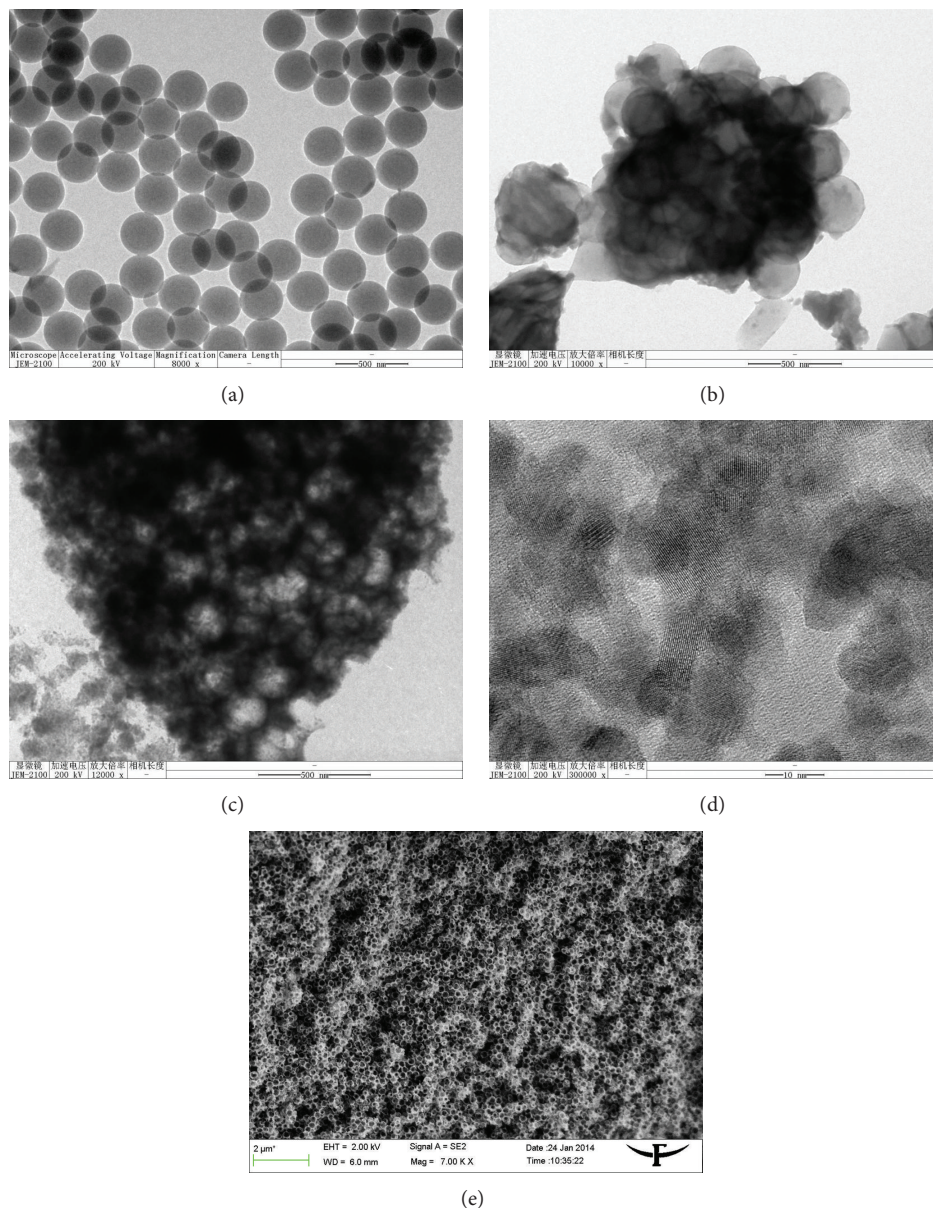 Microscope Accelerating Voltage Magnification Camera Length -
JEM-2100 200 kV 8000 x - 500 nm
(a)
显微镜 加速电压 放大倍率 相机长度 -
JEM-2100 200 kV 10000 x - 500 nm
(b)
显微镜 加速电压 放大倍率 相机长度 -
JEM-2100 200 kV 12000 x - 500 nm
(c)
显微镜 加速电压 放大倍率 相机长度 -
JEM-2100 200 kV 300000 x - 10 nm
(d)
2 µm* EHT = 2.00 kV Signal A = SE2 Date :24 Jan 2014
WD = 6.0 mm Mag = 7.00 K X Time :10:35:22
(e)